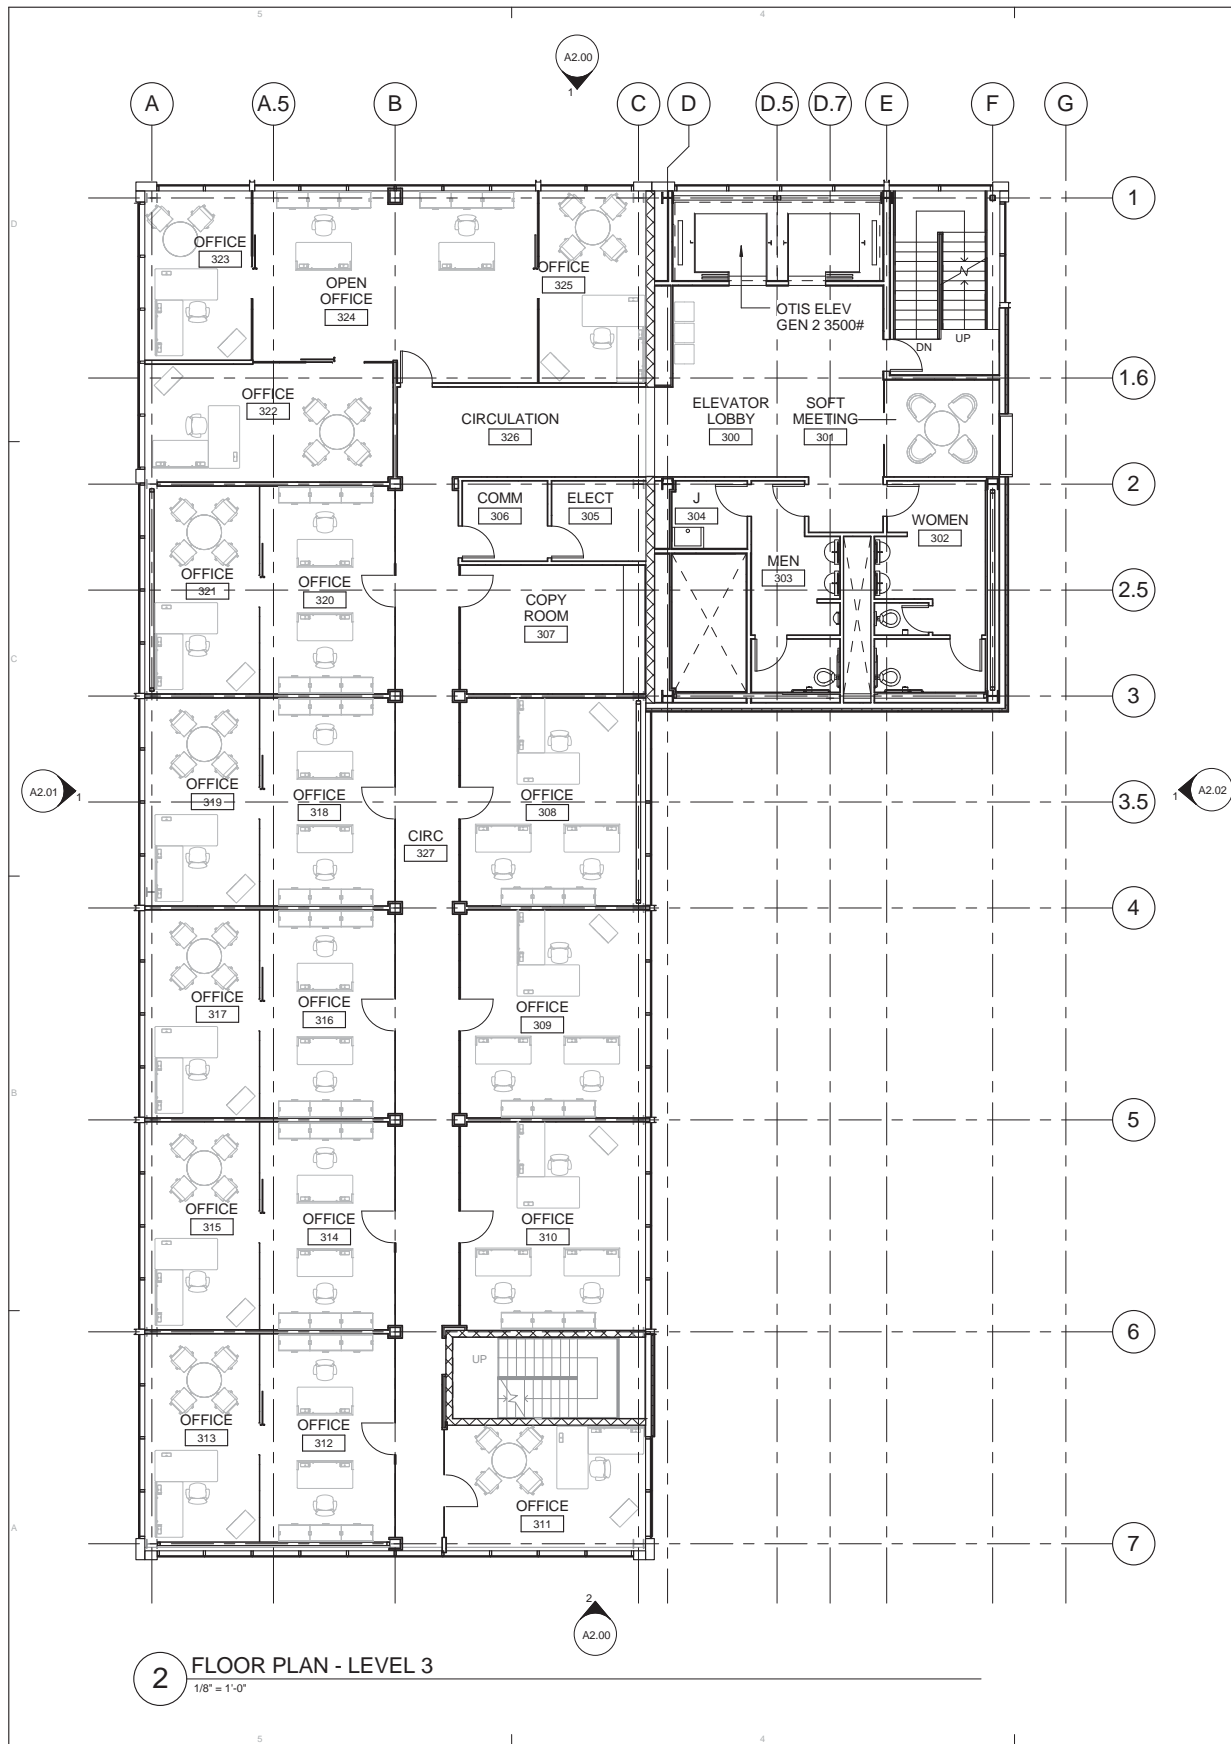 5
4
A2.00
1
A
A.5
B
C
D
D.5
D.7
E
F
G
1
D
OFFICE
323
OPEN
OFFICE
324
OFFICE
325
OTIS ELEV
GEN 2 3500#
DN
UP
1.6
OFFICE
322
CIRCULATION
326
ELEVATOR
LOBBY
300
SOFT
MEETING
301
2
COMM
306
ELECT
305
J
304
WOMEN
302
MEN
303
OFFICE
321
OFFICE
320
2.5
COPY
ROOM
307
C
3
A2.01
1
OFFICE
319
OFFICE
318
OFFICE
308
3.5
1
A2.02
CIRC
327
4
OFFICE
317
OFFICE
316
OFFICE
309
B
5
OFFICE
315
OFFICE
314
OFFICE
310
6
UP
OFFICE
313
OFFICE
312
OFFICE
311
A
7
2
A2.00
2
FLOOR PLAN - LEVEL 3
1/8" = 1'-0"
5
4